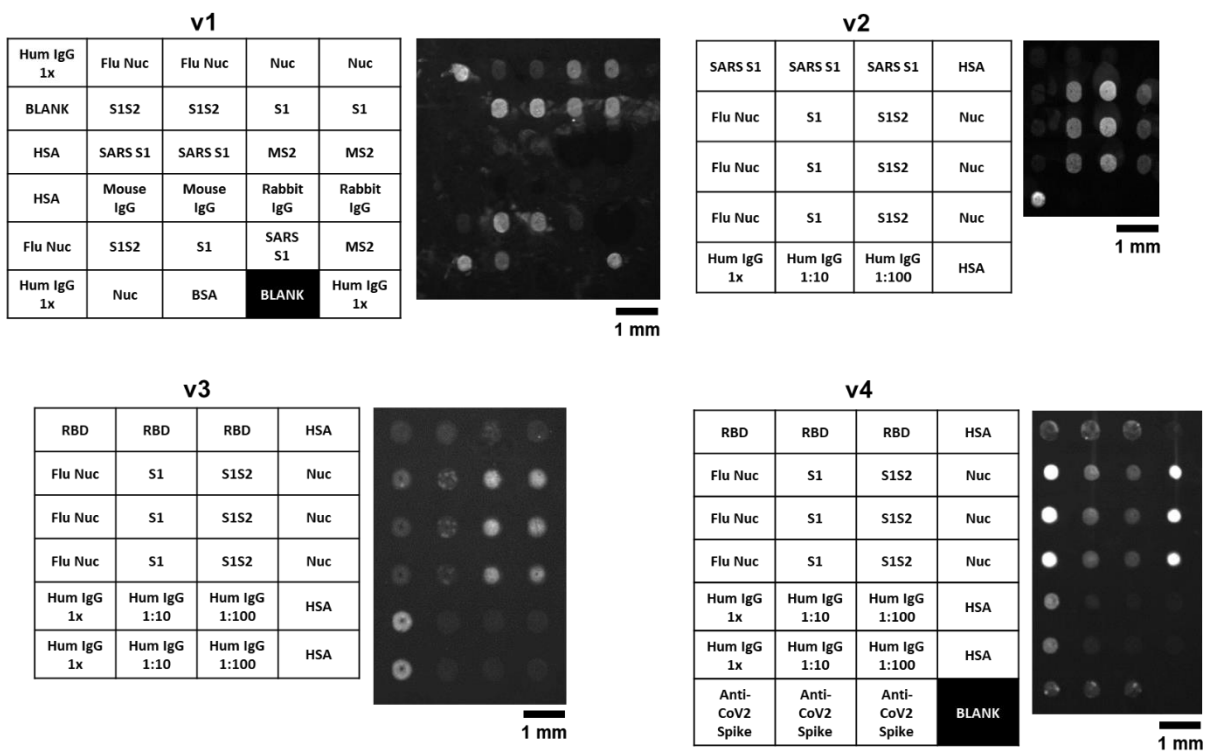 v1
Hum IgG 1x Flu Nuc Flu Nuc Nuc Nuc
BLANK S1S2 S1S2 S1 S1
HSA SARS S1 SARS S1 MS2 MS2
HSA Mouse IgG Mouse IgG Rabbit IgG Rabbit IgG
Flu Nuc S1S2 S1 SARS S1 MS2
Hum IgG 1x Nuc BSA BLANK Hum IgG 1x
1 mm
v2
SARS S1 SARS S1 SARS S1 HSA
Flu Nuc S1 S1S2 Nuc
Flu Nuc S1 S1S2 Nuc
Flu Nuc S1 S1S2 Nuc
Hum IgG 1x Hum IgG 1:10 Hum IgG 1:100 HSA
1 mm
v3
RBD RBD RBD HSA
Flu Nuc S1 S1S2 Nuc
Flu Nuc S1 S1S2 Nuc
Flu Nuc S1 S1S2 Nuc
Hum IgG 1x Hum IgG 1:10 Hum IgG 1:100 HSA
Hum IgG 1x Hum IgG 1:10 Hum IgG 1:100 HSA
1 mm
v4
RBD RBD RBD HSA
Flu Nuc S1 S1S2 Nuc
Flu Nuc S1 S1S2 Nuc
Flu Nuc S1 S1S2 Nuc
Hum IgG 1x Hum IgG 1:10 Hum IgG 1:100 HSA
Hum IgG 1x Hum IgG 1:10 Hum IgG 1:100 HSA
Anti-CoV2 Spike Anti-CoV2 Spike Anti-CoV2 Spike BLANK
1 mm